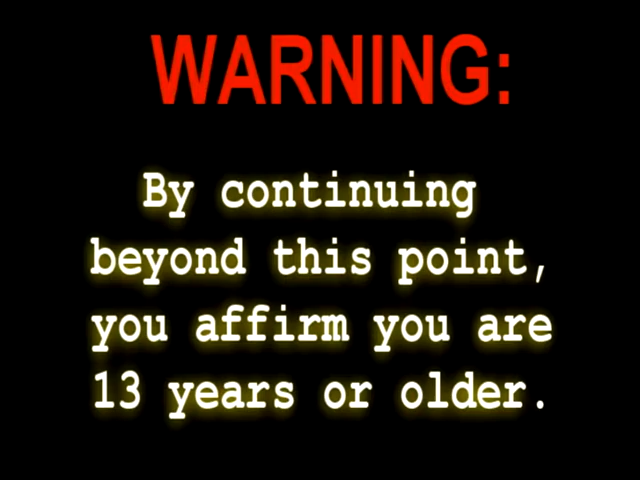 WARNING:
By continuing
beyond this point,
you affirm you are
13 years or older.